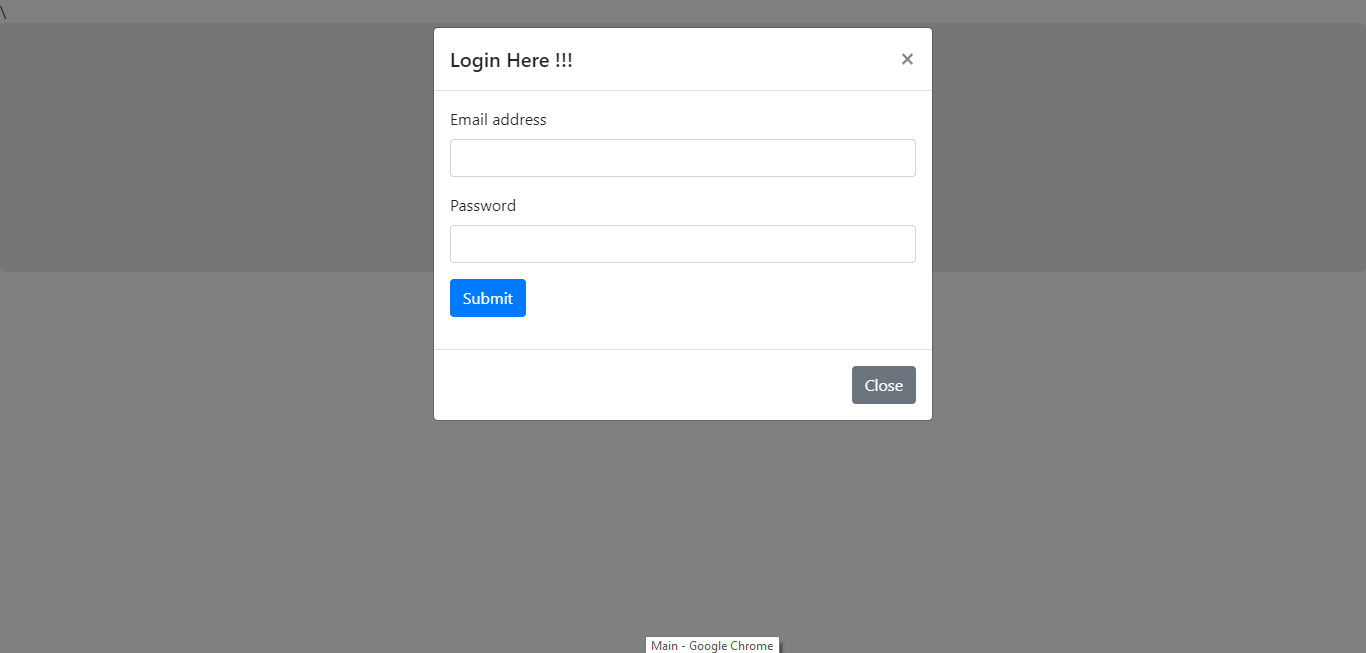 \
Login Here !!!
×
Email address
Password
Submit
Close
Main - Google Chrome